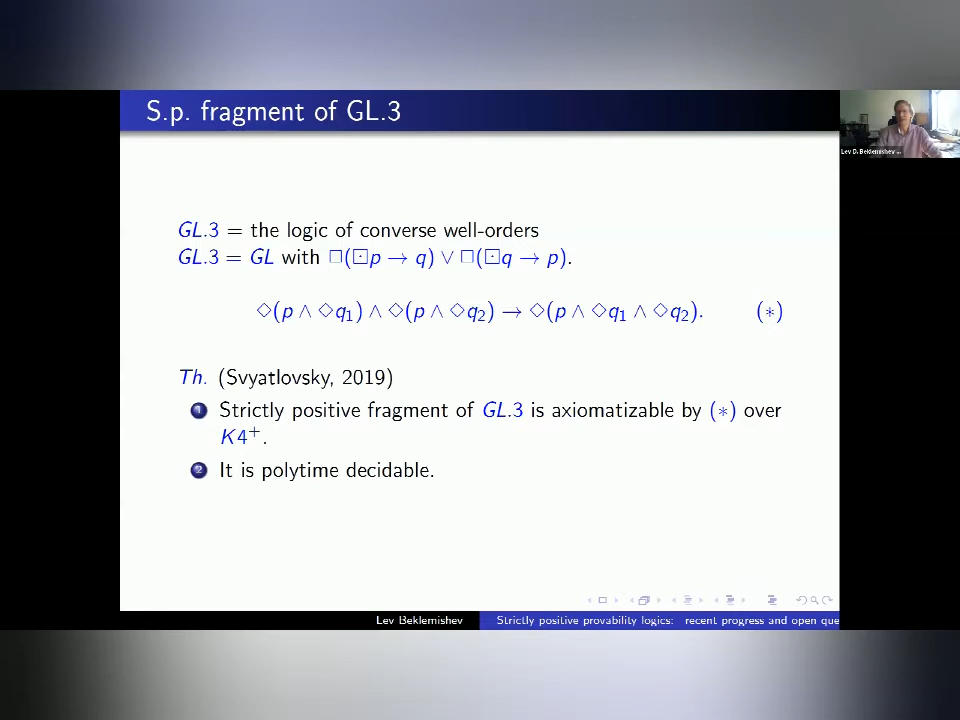 S.p. fragment of GL.3
Lev D. Beklemishev ...
GL.3 = the logic of converse well-orders
GL.3 = GL with □(⊡p → q) ∨ □(⊡q → p).
◇(p ∧ ◇q₁) ∧ ◇(p ∧ ◇q₂) → ◇(p ∧ ◇q₁ ∧ ◇q₂). (∗)
Th. (Svyatlovsky, 2019)
1 Strictly positive fragment of GL.3 is axiomatizable by (∗) over
K4⁺.
2 It is polytime decidable.
Lev Beklemishev Strictly positive provability logics: recent progress and open que